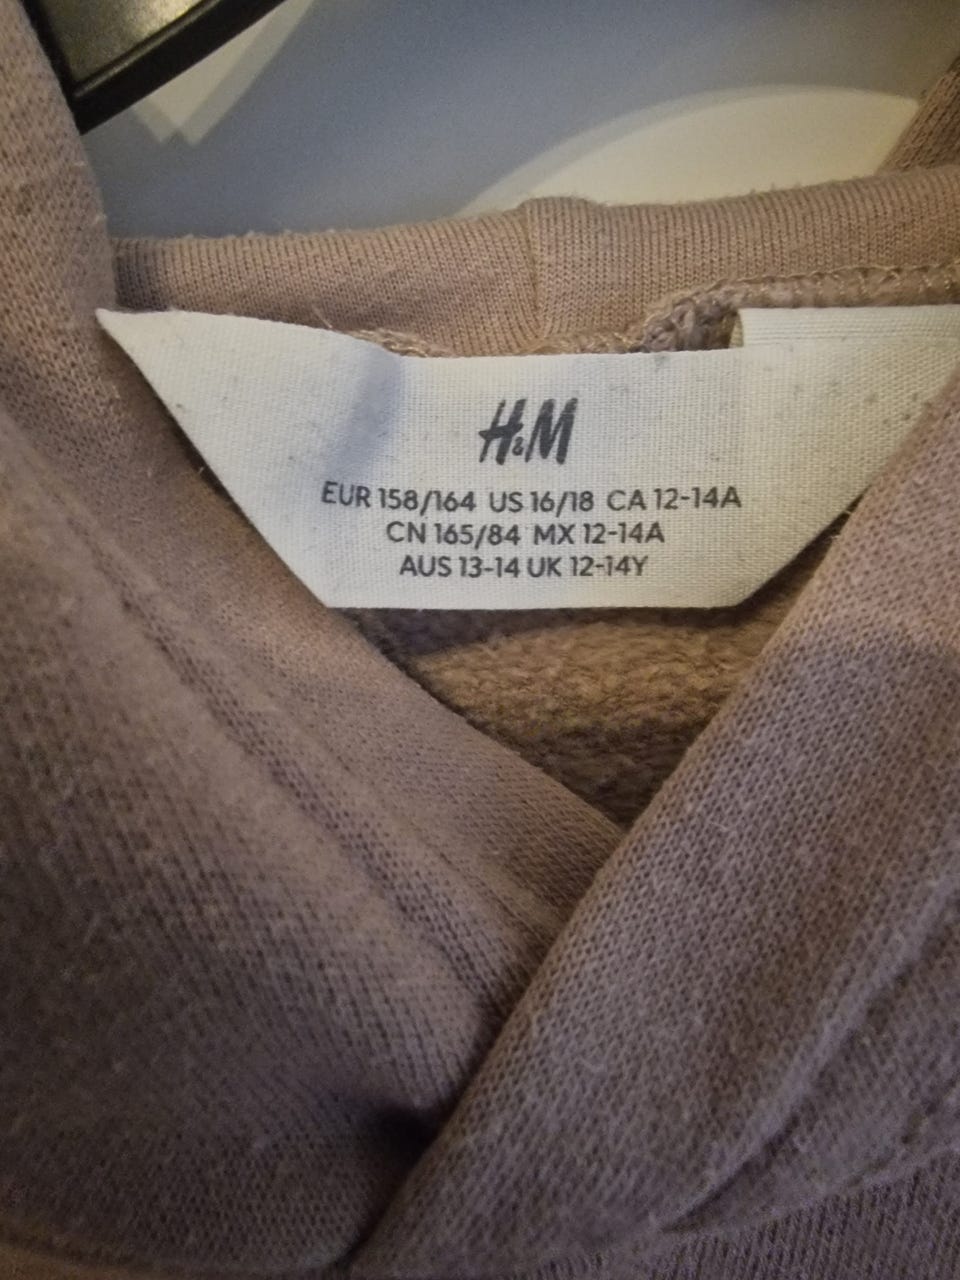 H&M
EUR 158/164 US 16/18 CA 12-14A
CN 165/84 MX 12-14A
AUS 13-14 UK 12-14Y